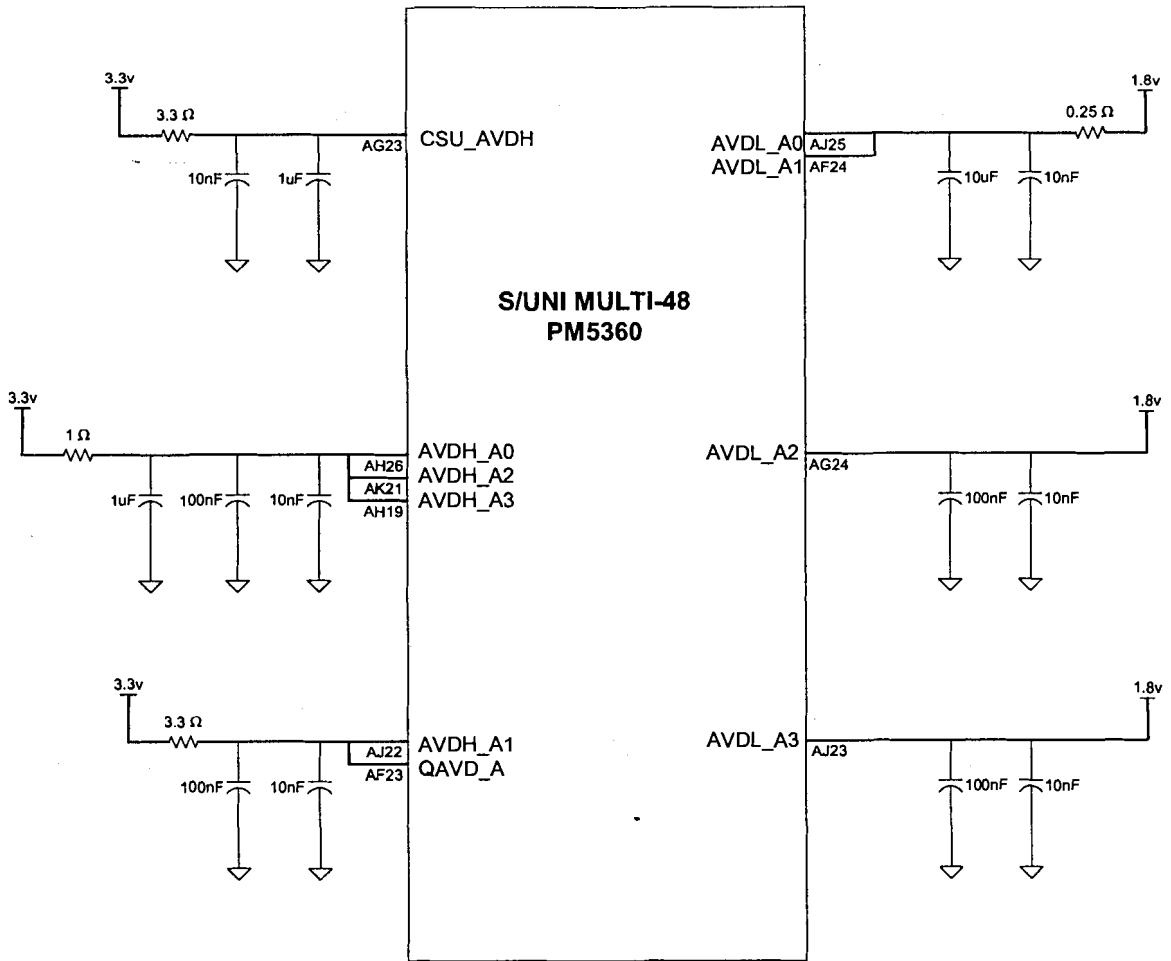 3.3v
3.3 Ω
AG23
CSU_AVDH
10nF
1uF
1.8v
0.25 Ω
AVDL_A0
AJ25
AVDL_A1
AF24
10uF
10nF
S/UNI MULTI-48
PM5360
3.3v
1 Ω
AVDH_A0
AH26
AVDH_A2
AK21
AVDH_A3
AH19
1uF
100nF
10nF
1.8v
AVDL_A2
AG24
100nF
10nF
3.3v
3.3 Ω
AVDH_A1
AJ22
QAVD_A
AF23
100nF
10nF
1.8v
AVDL_A3
AJ23
100nF
10nF